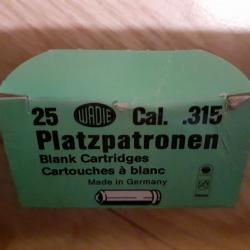 25 WADIE Cal. .315
Platzpatronen
Blank Cartridges
Cartouches à blanc
Made in Germany